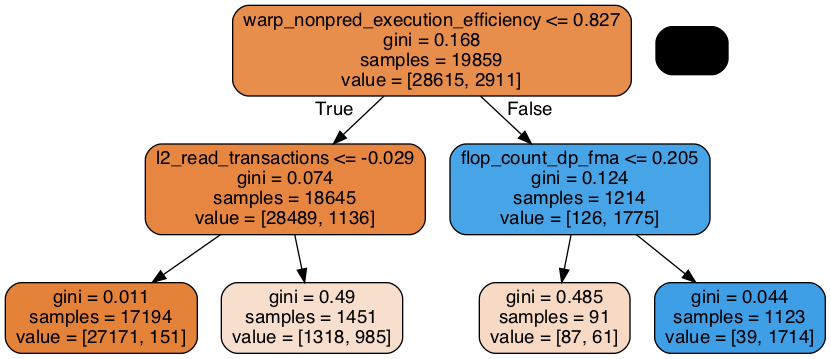 warp_nonpred_execution_efficiency <= 0.827
gini = 0.168
samples = 19859
value = [28615, 2911]
True
False
l2_read_transactions <= -0.029
gini = 0.074
samples = 18645
value = [28489, 1136]
flop_count_dp_fma <= 0.205
gini = 0.124
samples = 1214
value = [126, 1775]
gini = 0.011
samples = 17194
value = [27171, 151]
gini = 0.49
samples = 1451
value = [1318, 985]
gini = 0.485
samples = 91
value = [87, 61]
gini = 0.044
samples = 1123
value = [39, 1714]